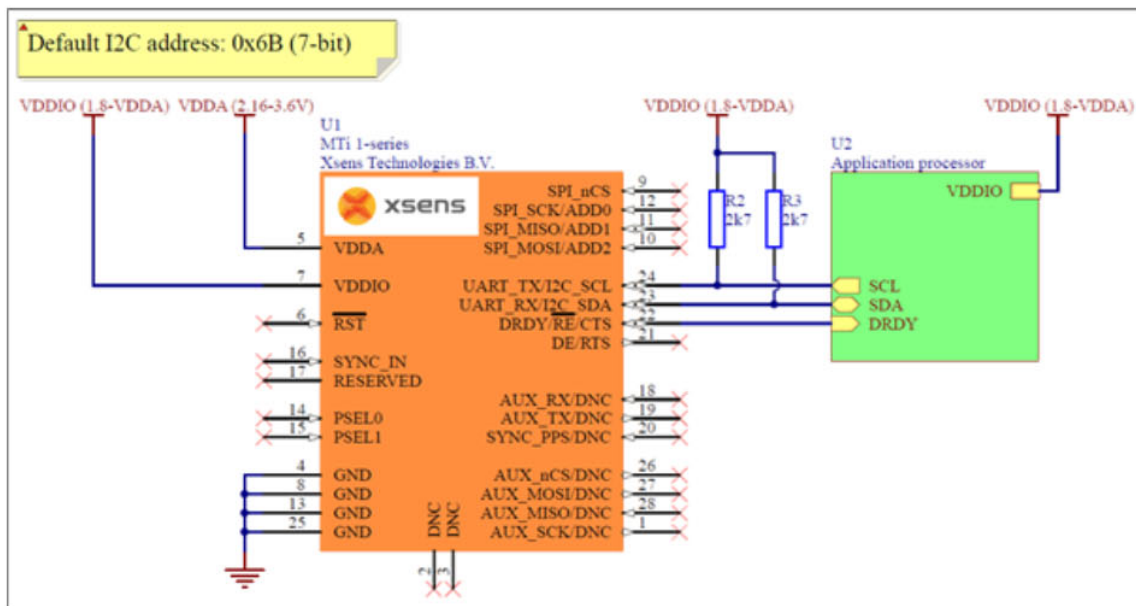 Default I2C address: 0x6B (7-bit)
VDDIO (1.8-VDDA)
VDDA (2.16-3.6V)
VDDIO (1.8-VDDA)
VDDIO (1.8-VDDA)
U1
MTi 1-series
Xsens Technologies B.V.
U2
Application processor
xsens
5
VDDA
7
VDDIO
6
RST
16
SYNC_IN
17
RESERVED
14
PSEL0
15
PSEL1
4
GND
8
GND
13
GND
25
GND
DNC
DNC
2
3
SPI_nCS
9
SPI_SCK/ADD0
12
SPI_MISO/ADD1
11
SPI_MOSI/ADD2
10
UART_TX/I2C_SCL
24
UART_RX/I2C_SDA
23
DRDY/RE/CTS
22
DE/RTS
21
AUX_RX/DNC
18
AUX_TX/DNC
19
SYNC_PPS/DNC
20
AUX_nCS/DNC
26
AUX_MOSI/DNC
27
AUX_MISO/DNC
28
AUX_SCK/DNC
1
R2
2k7
R3
2k7
VDDIO
SCL
SDA
DRDY